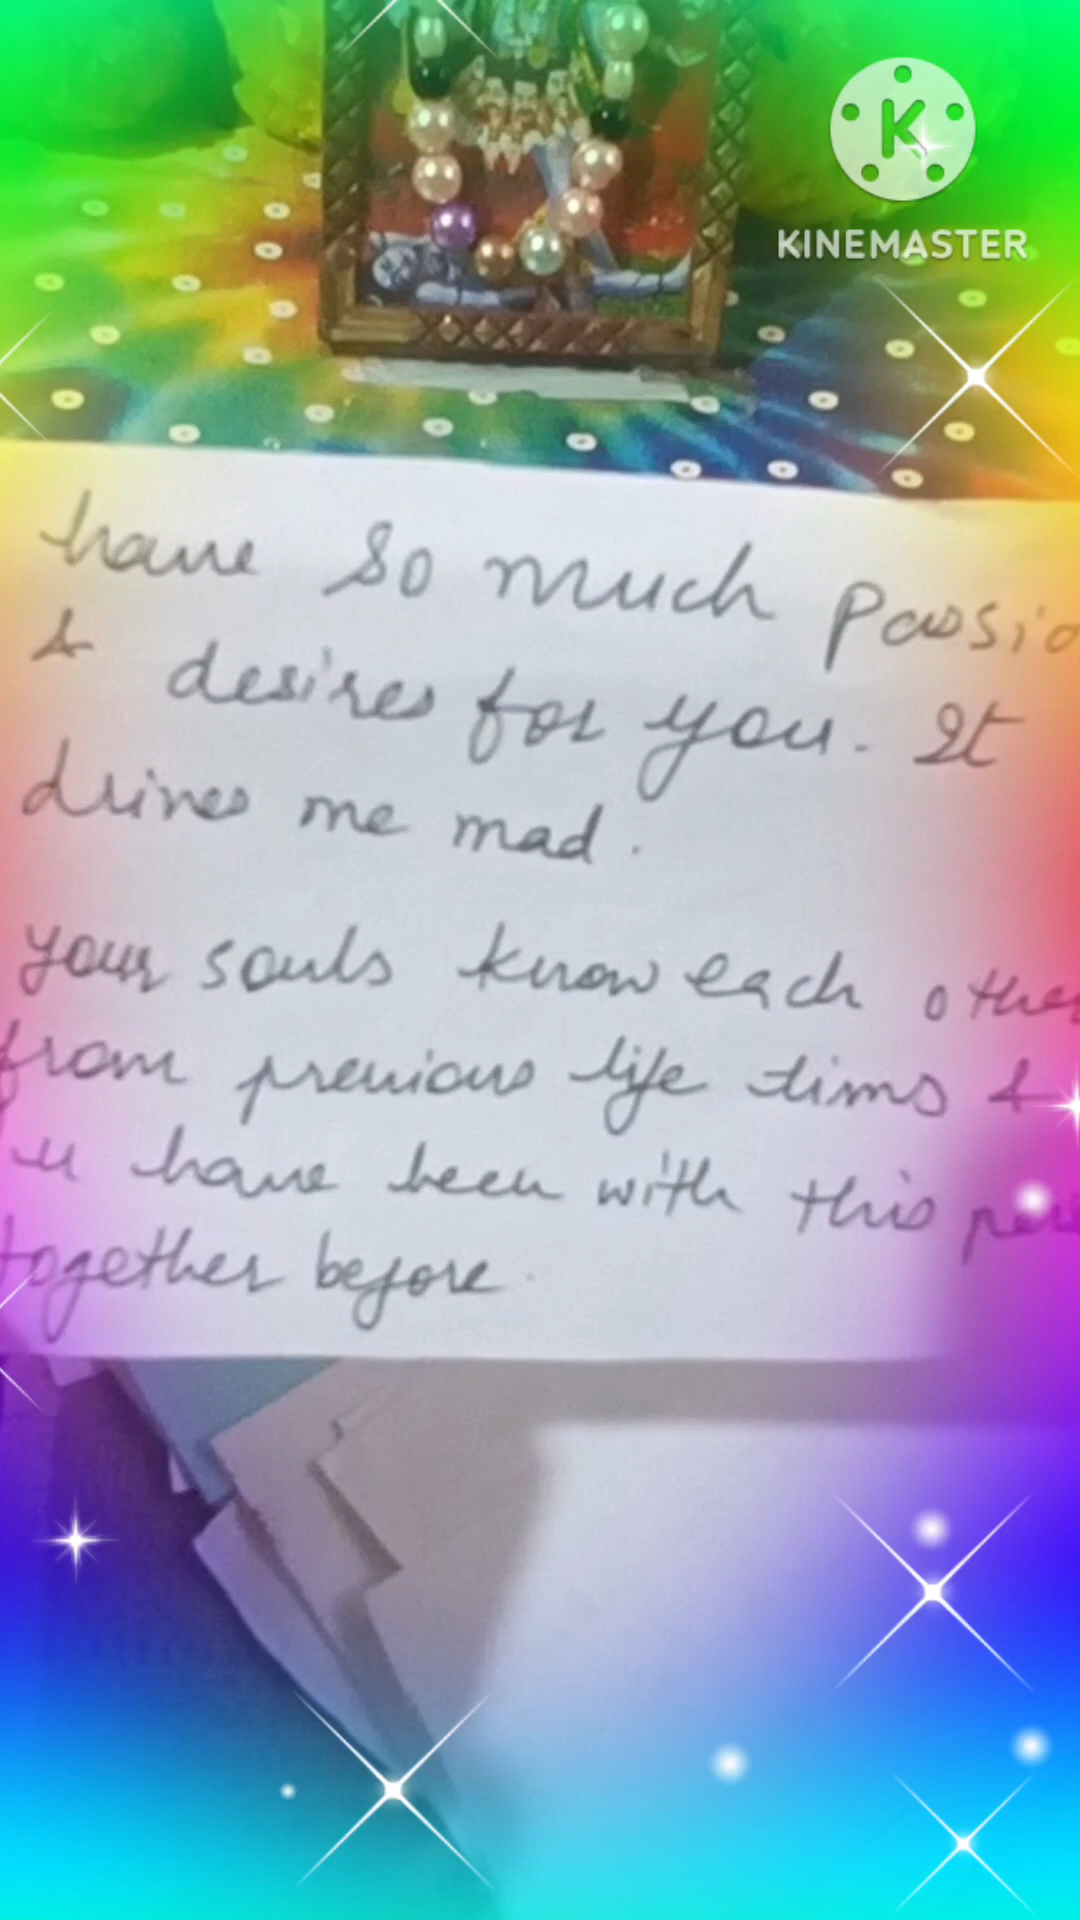 KINEMASTER
have so much passio
& desires for you. It
drives me mad.
your souls know each other
from previous life tims &
u have been with this
together before.